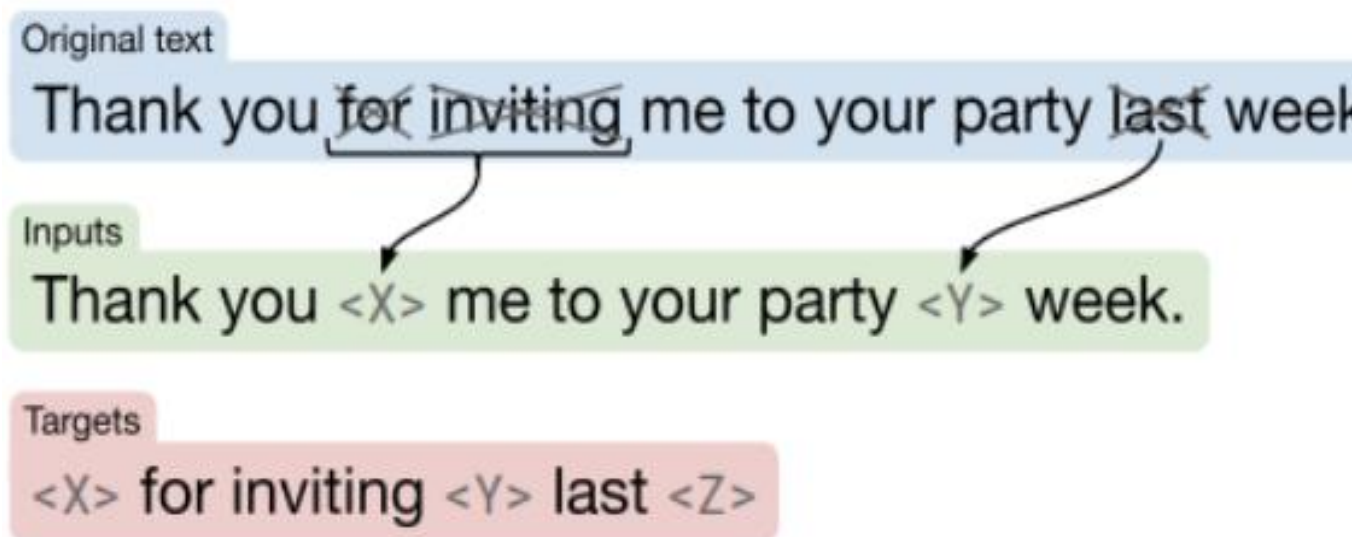 Original text
Thank you for inviting me to your party last week
Inputs
Thank you <X> me to your party <Y> week.
Targets
<X> for inviting <Y> last <Z>